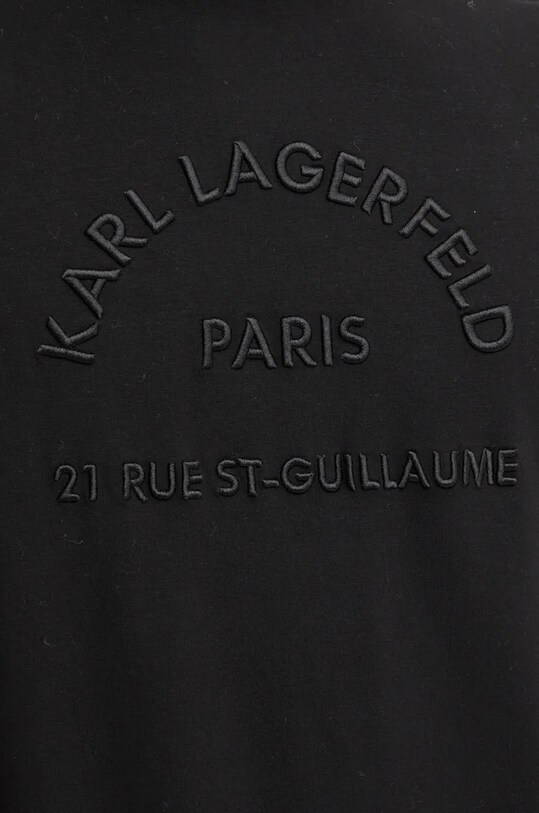 KARL LAGERFELD
PARIS
21 RUE ST-GUILLAUME